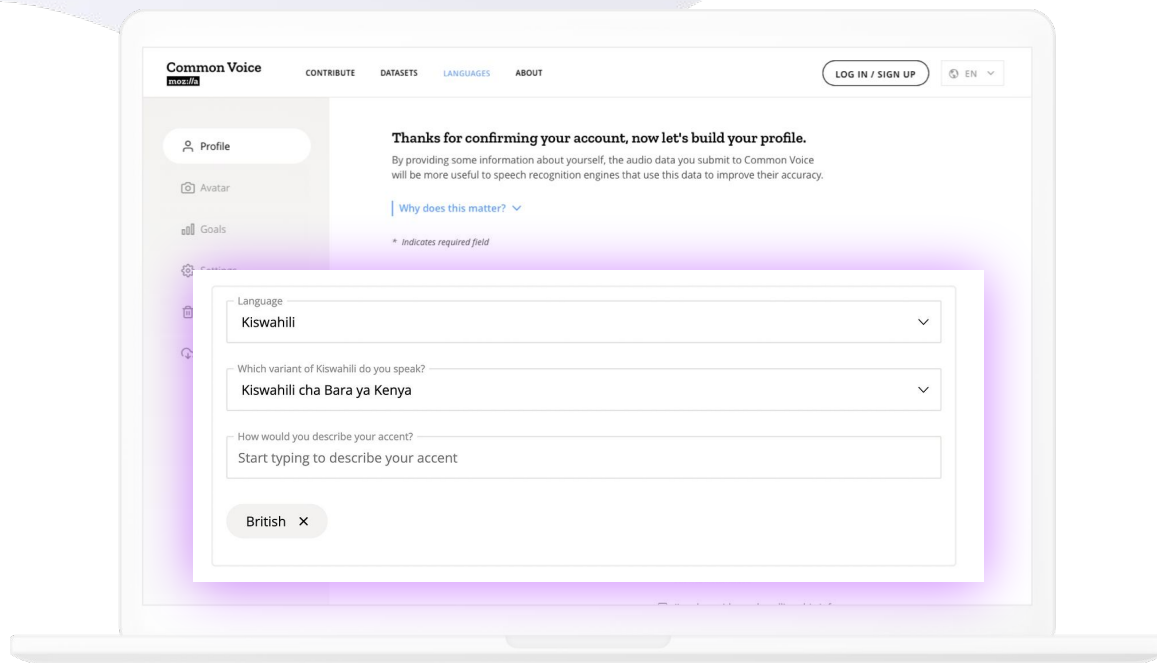 Common Voice
moz://a
CONTRIBUTE
DATASETS
LANGUAGES
ABOUT
LOG IN / SIGN UP
EN
Profile
Avatar
Goals
Thanks for confirming your account, now let's build your profile.
By providing some information about yourself, the audio data you submit to Common Voice
will be more useful to speech recognition engines that use this data to improve their accuracy.
Why does this matter?
* Indicates required field
Language
Kiswahili
Which variant of Kiswahili do you speak?
Kiswahili cha Bara ya Kenya
How would you describe your accent?
Start typing to describe your accent
British ×